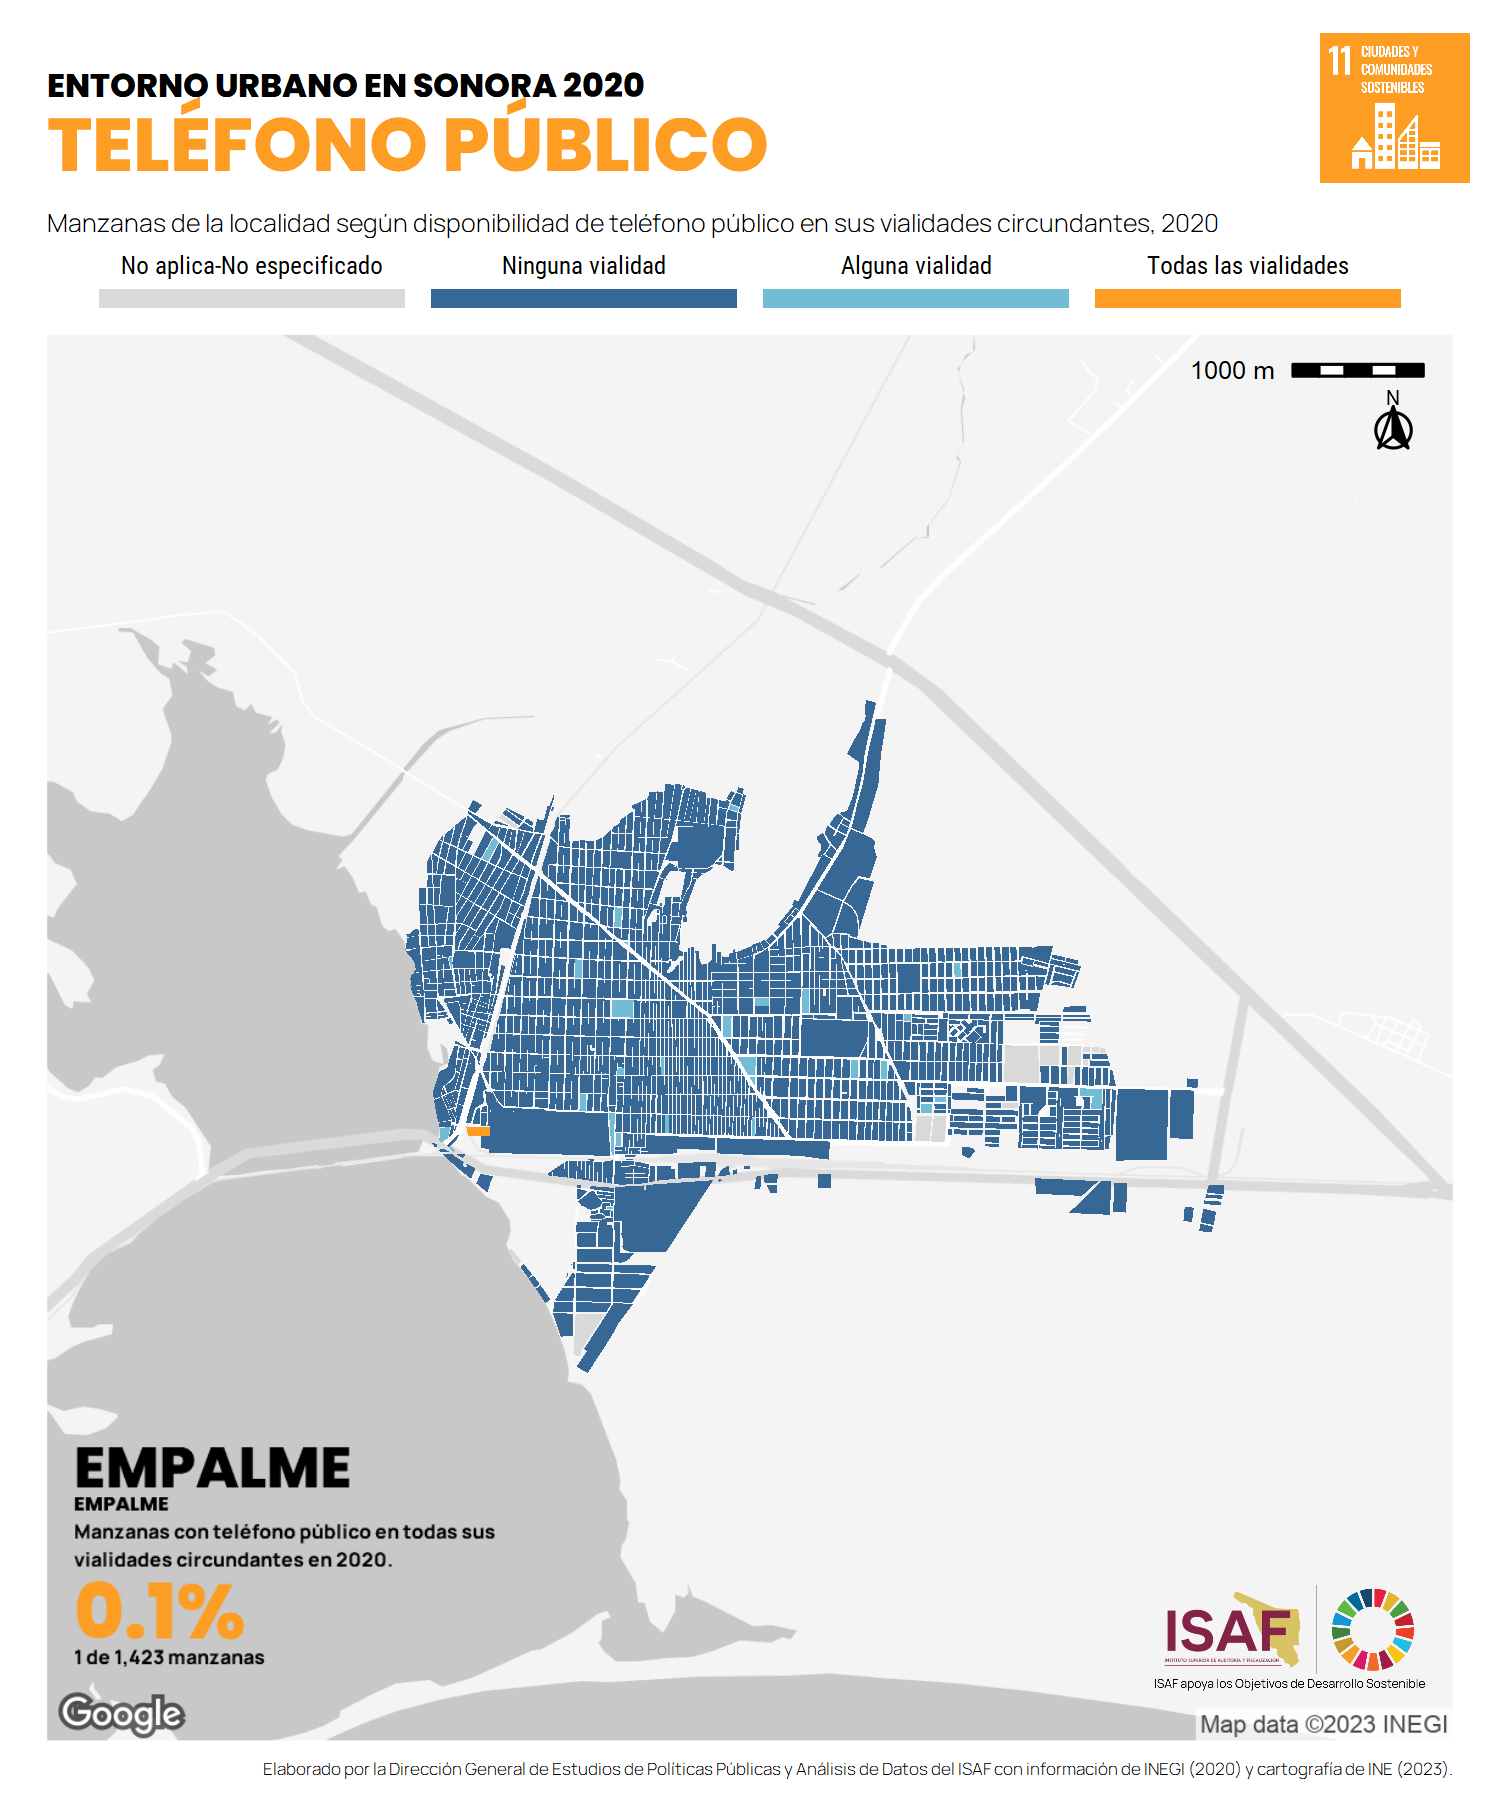 11 CIUDADES Y
COMUNIDADES
SOSTENIBLES
ENTORNO URBANO EN SONORA 2020
TELÉFONO PÚBLICO
Manzanas de la localidad según disponibilidad de teléfono público en sus vialidades circundantes, 2020
No aplica-No especificado Ninguna vialidad Alguna vialidad Todas las vialidades
1000 m
N
EMPALME
EMPALME
Manzanas con teléfono público en todas sus
vialidades circundantes en 2020.
0.1%
1 de 1,423 manzanas
Google
ISAF
INSTITUTO SUPERIOR DE AUDITORÍA Y FISCALIZACIÓN
ISAF apoya los Objetivos de Desarrollo Sostenible
Map data ©2023 INEGI
Elaborado por la Dirección General de Estudios de Políticas Públicas y Análisis de Datos del ISAF con información de INEGI (2020) y cartografía de INE (2023).